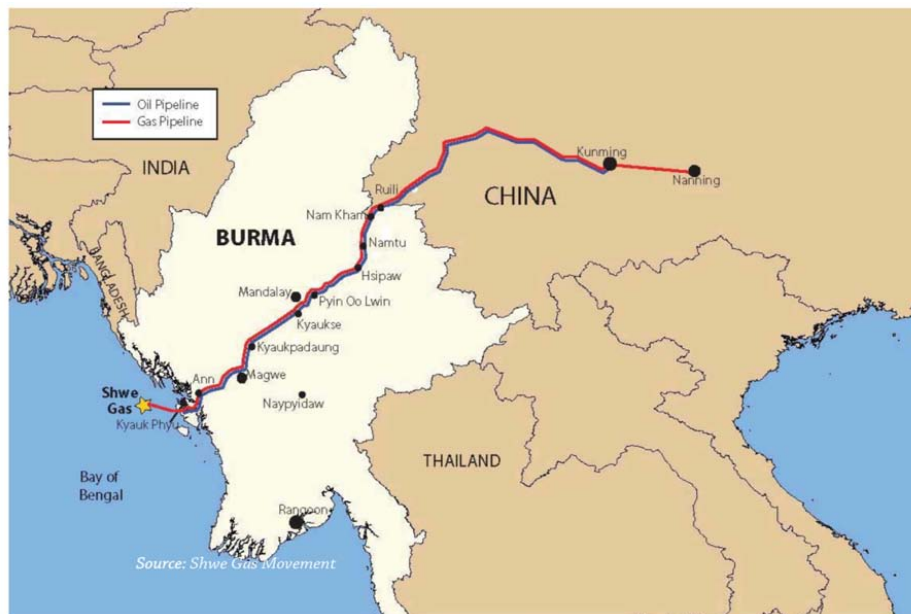 Oil Pipeline
Gas Pipeline
INDIA
CHINA
BURMA
BANGLADESH
THAILAND
Kunming
Nanning
Ruili
Nam Kham
Namtu
Hsipaw
Mandalay
Pyin Oo Lwin
Kyaukse
Kyaukpadaung
Magwe
Ann
Naypyidaw
Shwe
Gas
Kyauk Phyu
Bay of
Bengal
Rangoon
Source: Shwe Gas Movement